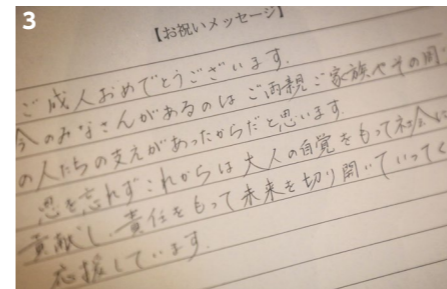 3
【お祝いメッセージ】
ご成人おめでとうございます。
今のみなさんがあるのはご両親ご家族やその周
の人たちの支えがあったからだと思います。
恩を忘れずこれからは大人の自覚をもって社会に
貢献し、責任をもって未来を切り開いていってく
応援しています。